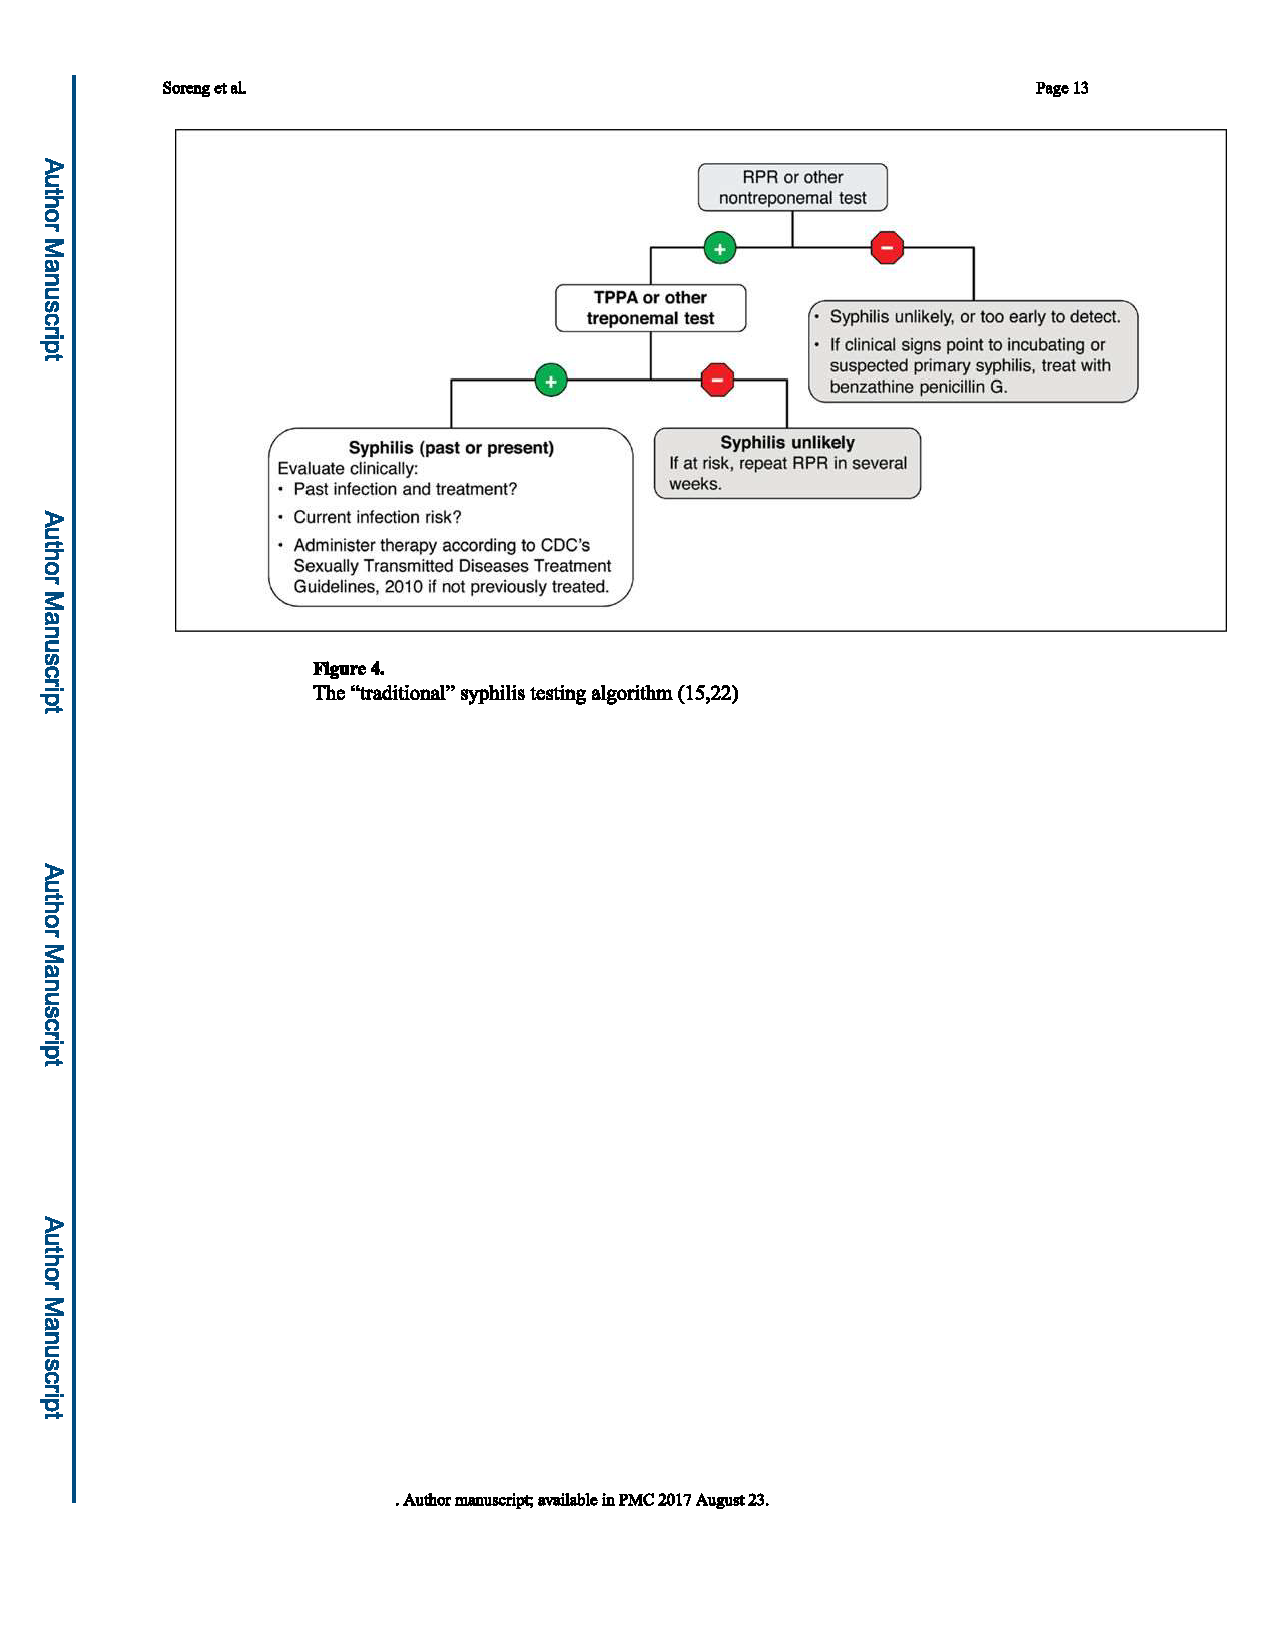 Soreng et al.
Page 13
Author Manuscript
Author Manuscript
Author Manuscript
Author Manuscript
RPR or other
nontreponemal test
+
−
TPPA or other
treponemal test
• Syphilis unlikely, or too early to detect.
• If clinical signs point to incubating or
suspected primary syphilis, treat with
benzathine penicillin G.
+
−
Syphilis (past or present)
Evaluate clinically:
• Past infection and treatment?
• Current infection risk?
• Administer therapy according to CDC's
Sexually Transmitted Diseases Treatment
Guidelines, 2010 if not previously treated.
Syphilis unlikely
If at risk, repeat RPR in several
weeks.
Figure 4.
The “traditional” syphilis testing algorithm (15,22)
. Author manuscript; available in PMC 2017 August 23.